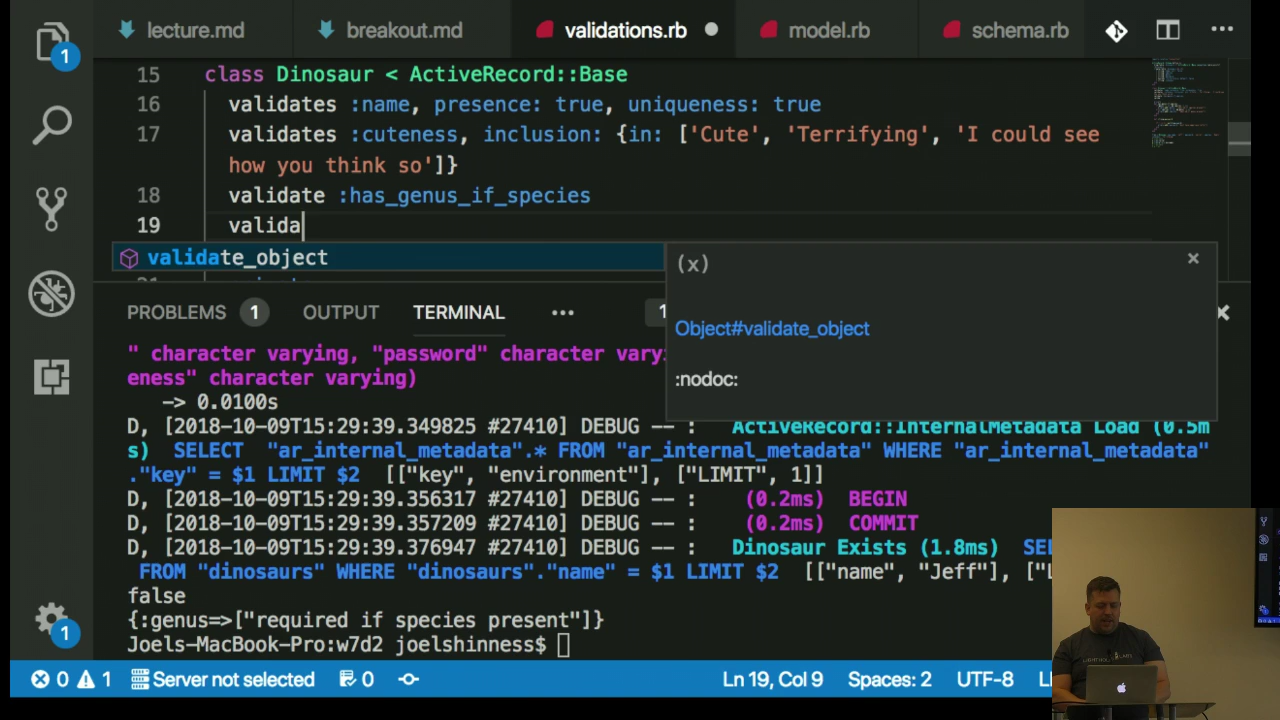 lecture.md
breakout.md
validations.rb
model.rb
schema.rb
1
15 class Dinosaur < ActiveRecord::Base
16 validates :name, presence: true, uniqueness: true
17 validates :cuteness, inclusion: {in: ['Cute', 'Terrifying', 'I could see
how you think so']}
18 validate :has_genus_if_species
19 valida
validate_object
(x)
Object#validate_object
:nodoc:
PROBLEMS 1 OUTPUT TERMINAL ••• 1
" character varying, "password" character vary
eness" character varying)
-> 0.0100s
D, [2018-10-09T15:29:39.349825 #27410] DEBUG -- : ActiveRecord::InternalMetadata Load (0.5m
s) SELECT "ar_internal_metadata".* FROM "ar_internal_metadata" WHERE "ar_internal_metadata"
."key" = $1 LIMIT $2 [["key", "environment"], ["LIMIT", 1]]
D, [2018-10-09T15:29:39.356317 #27410] DEBUG -- : (0.2ms) BEGIN
D, [2018-10-09T15:29:39.357209 #27410] DEBUG -- : (0.2ms) COMMIT
D, [2018-10-09T15:29:39.376947 #27410] DEBUG -- : Dinosaur Exists (1.8ms) SE
FROM "dinosaurs" WHERE "dinosaurs"."name" = $1 LIMIT $2 [["name", "Jeff"], ["L
false
{:genus=>["required if species present"]}
Joels-MacBook-Pro:w7d2 joelshinness$
1
0 1 Server not selected 0 Ln 19, Col 9 Spaces: 2 UTF-8 L